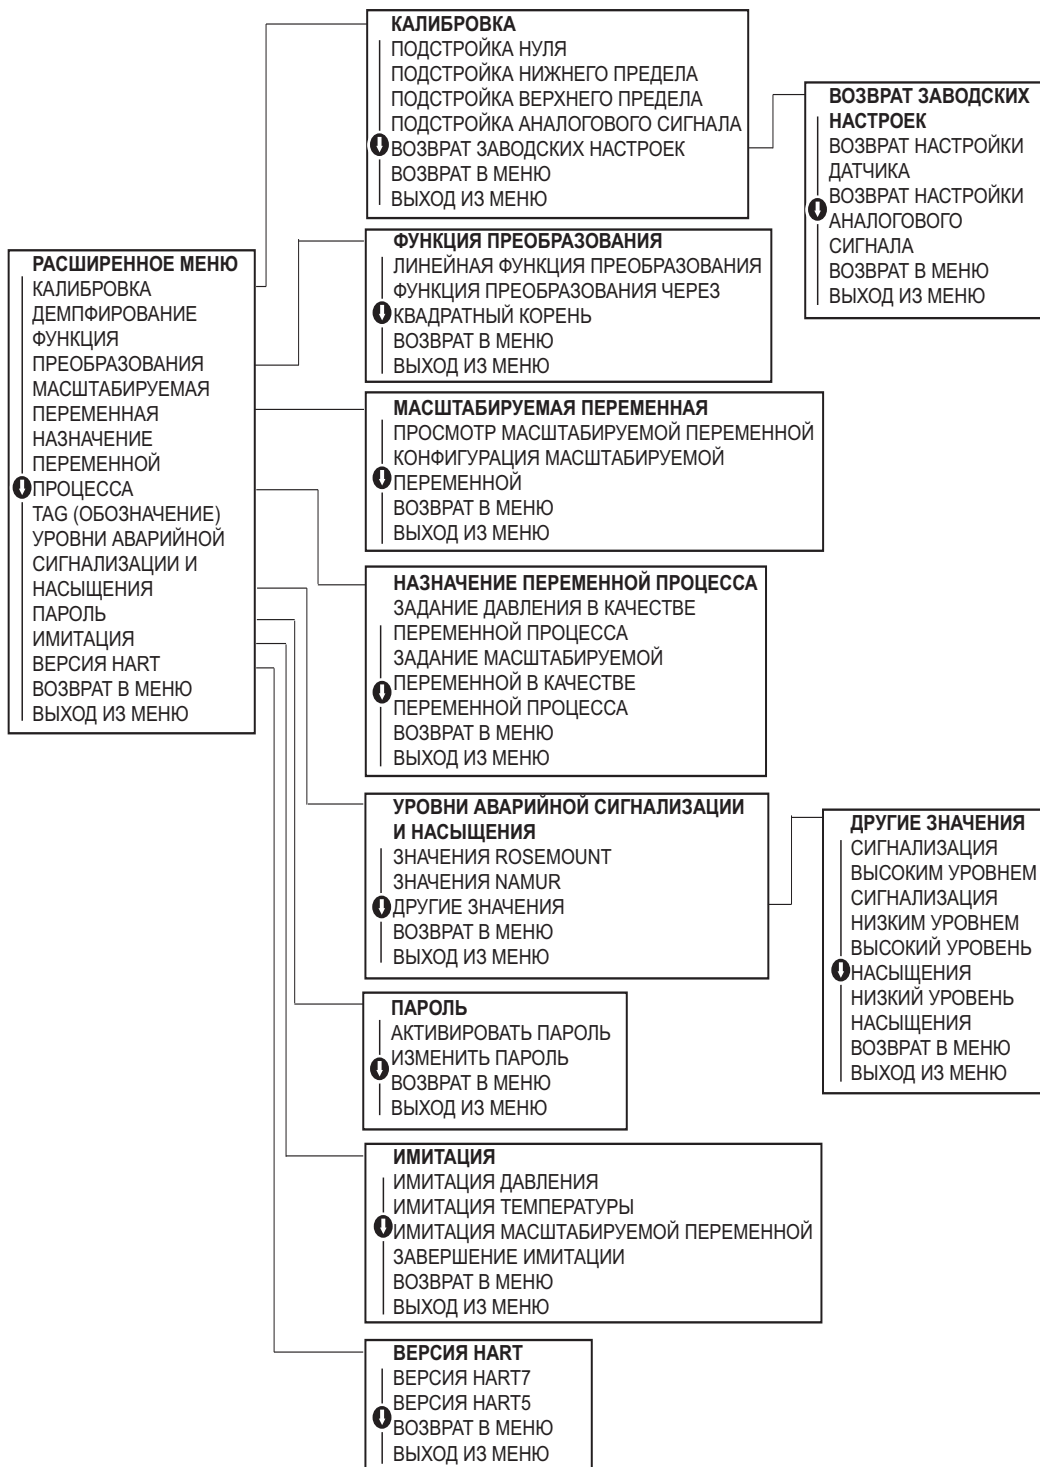 РАСШИРЕННОЕ МЕНЮ
КАЛИБРОВКА
ДЕМПФИРОВАНИЕ
ФУНКЦИЯ
ПРЕОБРАЗОВАНИЯ
МАСШТАБИРУЕМАЯ
ПЕРЕМЕННАЯ
НАЗНАЧЕНИЕ
ПЕРЕМЕННОЙ
ПРОЦЕССА
TAG (ОБОЗНАЧЕНИЕ)
УРОВНИ АВАРИЙНОЙ
СИГНАЛИЗАЦИИ И
НАСЫЩЕНИЯ
ПАРОЛЬ
ИМИТАЦИЯ
ВЕРСИЯ HART
ВОЗВРАТ В МЕНЮ
ВЫХОД ИЗ МЕНЮ
КАЛИБРОВКА
ПОДСТРОЙКА НУЛЯ
ПОДСТРОЙКА НИЖНЕГО ПРЕДЕЛА
ПОДСТРОЙКА ВЕРХНЕГО ПРЕДЕЛА
ПОДСТРОЙКА АНАЛОГОВОГО СИГНАЛА
ВОЗВРАТ ЗАВОДСКИХ НАСТРОЕК
ВОЗВРАТ В МЕНЮ
ВЫХОД ИЗ МЕНЮ
ВОЗВРАТ ЗАВОДСКИХ
НАСТРОЕК
ВОЗВРАТ НАСТРОЙКИ
ДАТЧИКА
ВОЗВРАТ НАСТРОЙКИ
АНАЛОГОВОГО
СИГНАЛА
ВОЗВРАТ В МЕНЮ
ВЫХОД ИЗ МЕНЮ
ФУНКЦИЯ ПРЕОБРАЗОВАНИЯ
ЛИНЕЙНАЯ ФУНКЦИЯ ПРЕОБРАЗОВАНИЯ
ФУНКЦИЯ ПРЕОБРАЗОВАНИЯ ЧЕРЕЗ
КВАДРАТНЫЙ КОРЕНЬ
ВОЗВРАТ В МЕНЮ
ВЫХОД ИЗ МЕНЮ
МАСШТАБИРУЕМАЯ ПЕРЕМЕННАЯ
ПРОСМОТР МАСШТАБИРУЕМОЙ ПЕРЕМЕННОЙ
КОНФИГУРАЦИЯ МАСШТАБИРУЕМОЙ
ПЕРЕМЕННОЙ
ВОЗВРАТ В МЕНЮ
ВЫХОД ИЗ МЕНЮ
НАЗНАЧЕНИЕ ПЕРЕМЕННОЙ ПРОЦЕССА
ЗАДАНИЕ ДАВЛЕНИЯ В КАЧЕСТВЕ
ПЕРЕМЕННОЙ ПРОЦЕССА
ЗАДАНИЕ МАСШТАБИРУЕМОЙ
ПЕРЕМЕННОЙ В КАЧЕСТВЕ
ПЕРЕМЕННОЙ ПРОЦЕССА
ВОЗВРАТ В МЕНЮ
ВЫХОД ИЗ МЕНЮ
УРОВНИ АВАРИЙНОЙ СИГНАЛИЗАЦИИ
И НАСЫЩЕНИЯ
ЗНАЧЕНИЯ ROSEMOUNT
ЗНАЧЕНИЯ NAMUR
ДРУГИЕ ЗНАЧЕНИЯ
ВОЗВРАТ В МЕНЮ
ВЫХОД ИЗ МЕНЮ
ДРУГИЕ ЗНАЧЕНИЯ
СИГНАЛИЗАЦИЯ
ВЫСОКИМ УРОВНЕМ
СИГНАЛИЗАЦИЯ
НИЗКИМ УРОВНЕМ
ВЫСОКИЙ УРОВЕНЬ
НАСЫЩЕНИЯ
НИЗКИЙ УРОВЕНЬ
НАСЫЩЕНИЯ
ВОЗВРАТ В МЕНЮ
ВЫХОД ИЗ МЕНЮ
ПАРОЛЬ
АКТИВИРОВАТЬ ПАРОЛЬ
ИЗМЕНИТЬ ПАРОЛЬ
ВОЗВРАТ В МЕНЮ
ВЫХОД ИЗ МЕНЮ
ИМИТАЦИЯ
ИМИТАЦИЯ ДАВЛЕНИЯ
ИМИТАЦИЯ ТЕМПЕРАТУРЫ
ИМИТАЦИЯ МАСШТАБИРУЕМОЙ ПЕРЕМЕННОЙ
ЗАВЕРШЕНИЕ ИМИТАЦИИ
ВОЗВРАТ В МЕНЮ
ВЫХОД ИЗ МЕНЮ
ВЕРСИЯ HART
ВЕРСИЯ HART7
ВЕРСИЯ HART5
ВОЗВРАТ В МЕНЮ
ВЫХОД ИЗ МЕНЮ